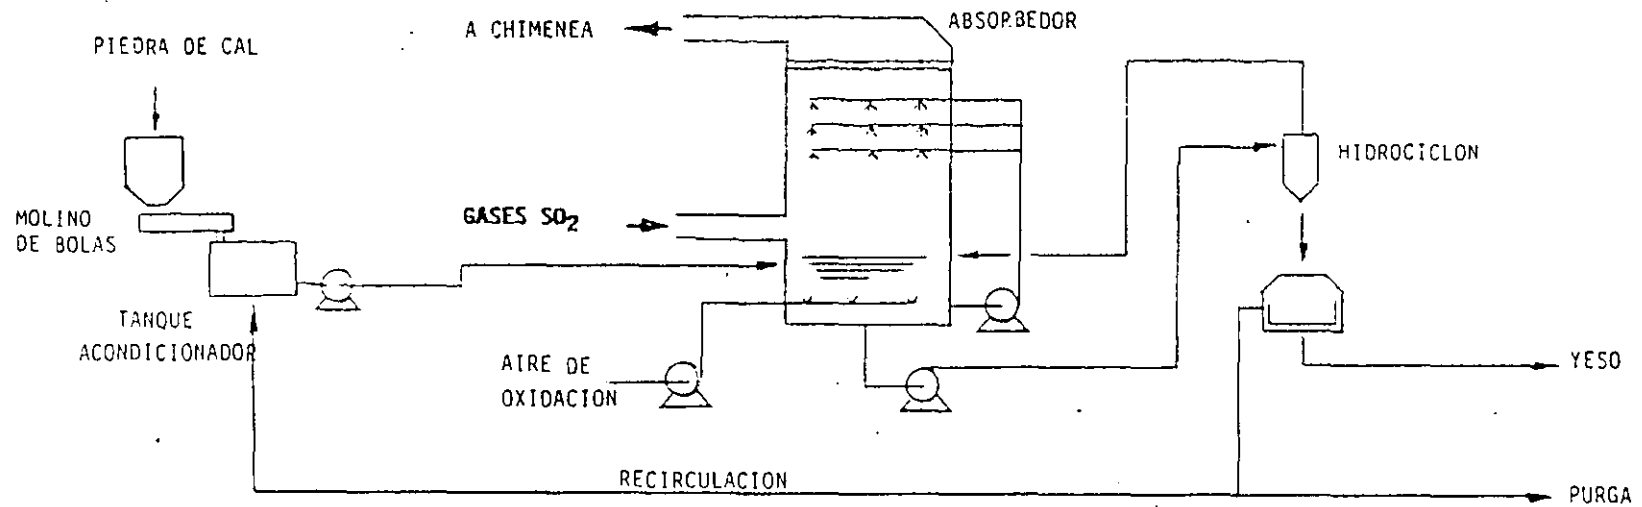 A CHIMENEA
ABSORBEDOR
PIEDRA DE CAL
HIDROCICLON
MOLINO
DE BOLAS
GASES SO2
TANQUE
ACONDICIONADOR
AIRE DE
OXIDACION
YESO
RECIRCULACION
PURGA